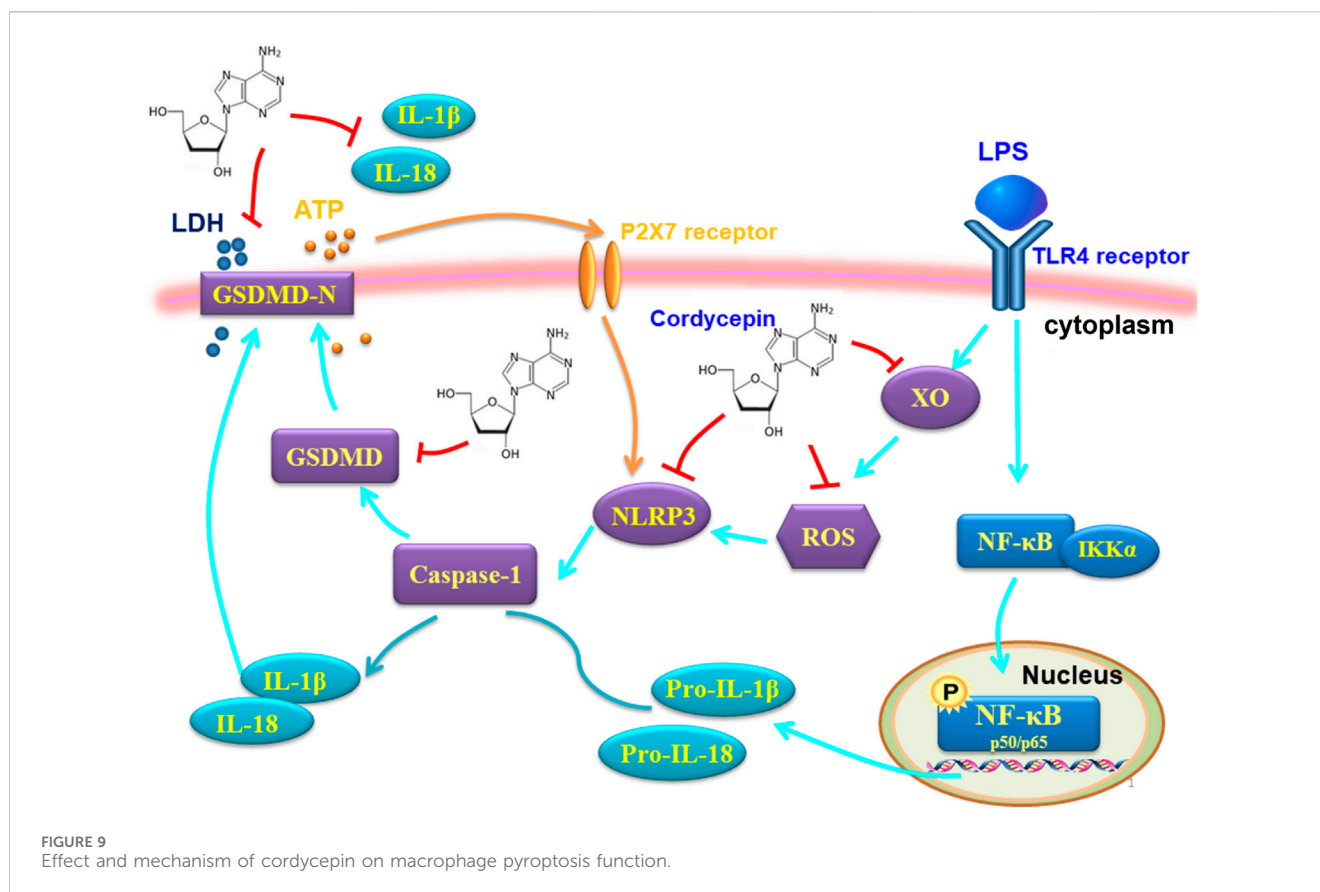 NH₂
N
N
N
N
HO
O
OH
IL-1β
IL-18
LPS
LDH
ATP
P2X7 receptor
TLR4 receptor
GSDMD-N
Cordycepin
cytoplasm
NH₂
N
N
N
N
HO
O
OH
NH₂
N
N
N
N
HO
O
OH
XO
GSDMD
NLRP3
ROS
NF-κB
IKKα
Caspase-1
IL-1β
IL-18
Pro-IL-1β
Pro-IL-18
Nucleus
P
NF-κB
p50/p65
1
FIGURE 9
Effect and mechanism of cordycepin on macrophage pyroptosis function.